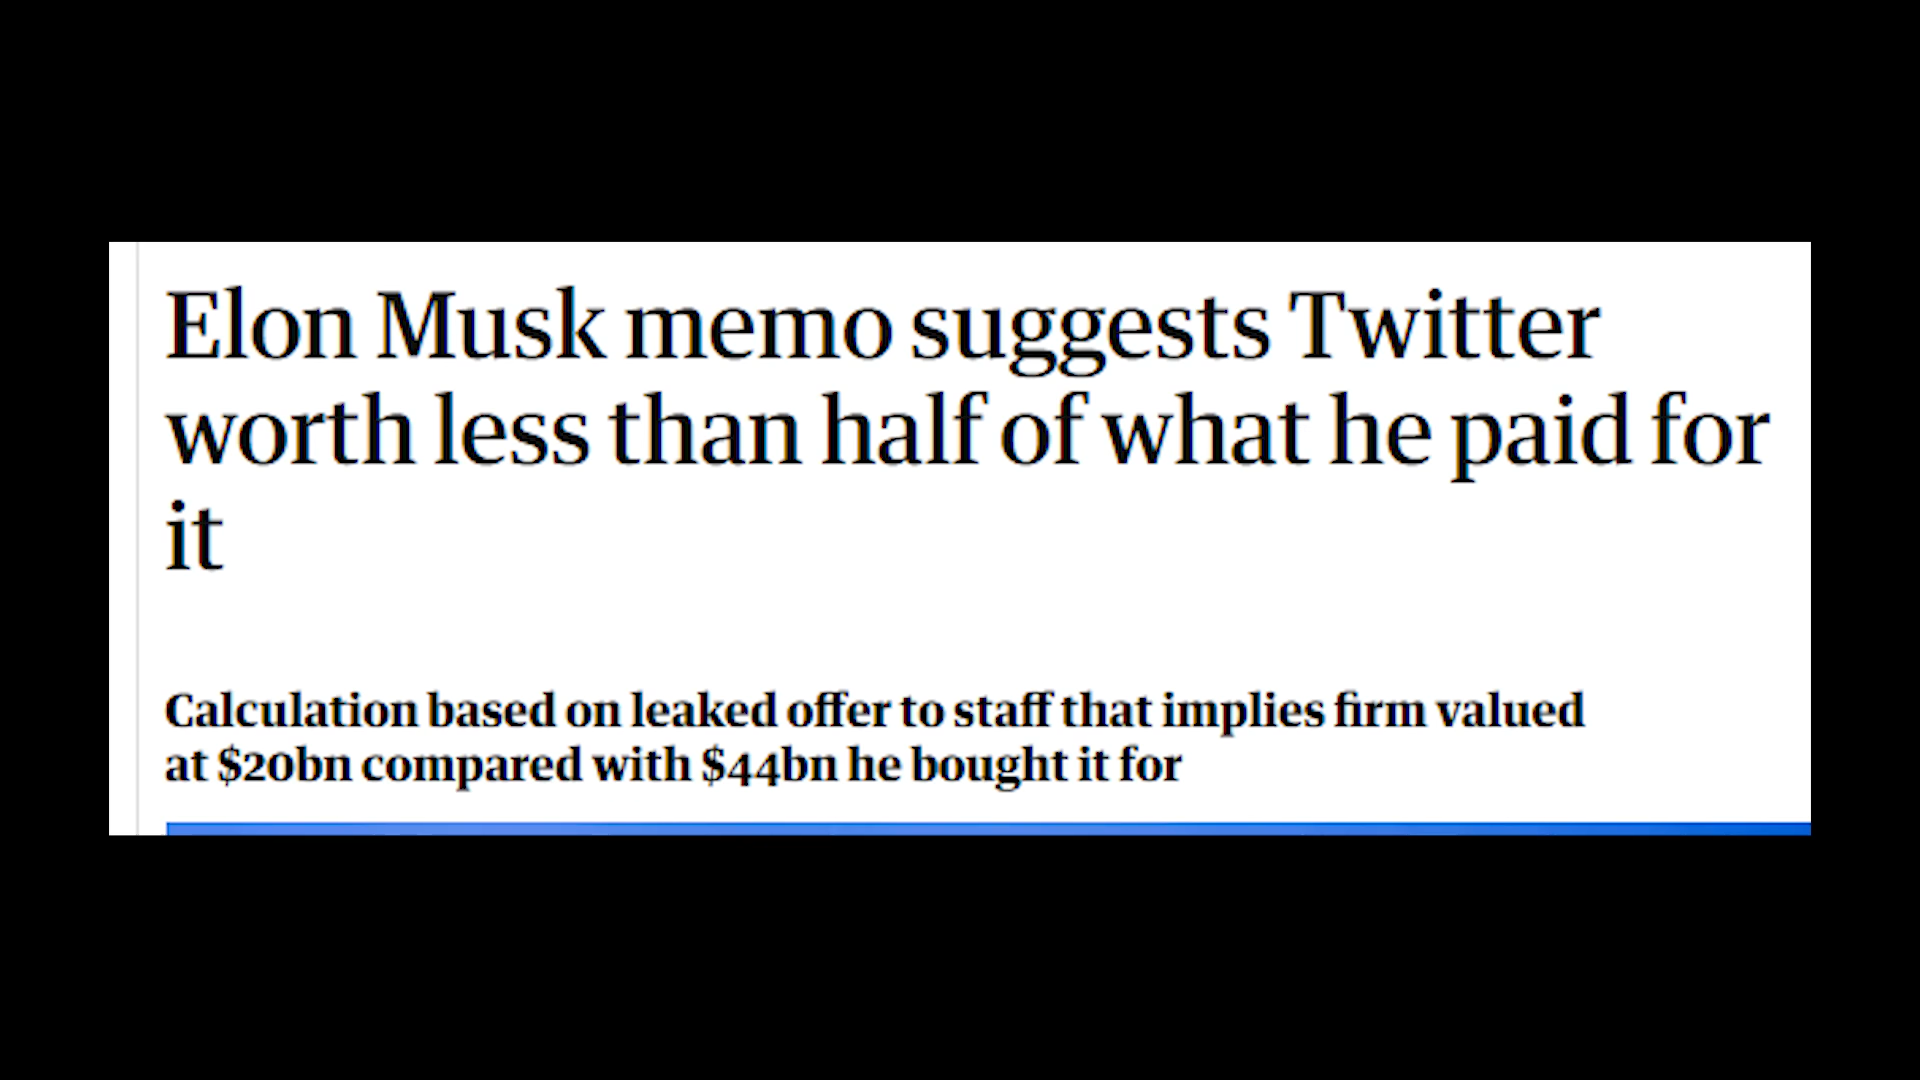 Elon Musk memo suggests Twitter
worth less than half of what he paid for
it
Calculation based on leaked offer to staff that implies firm valued
at $20bn compared with $44bn he bought it for